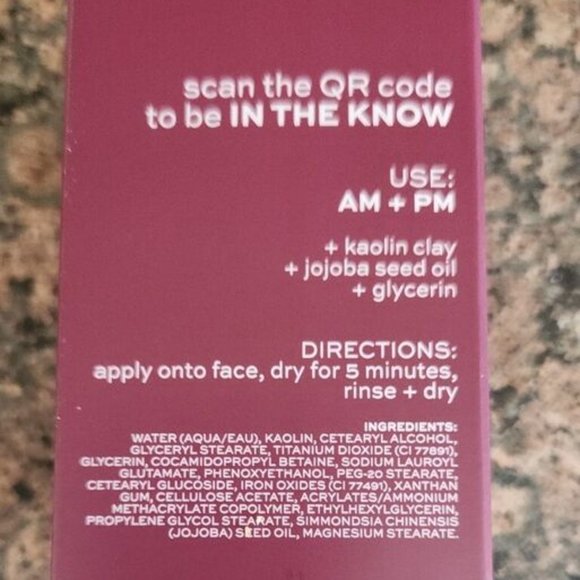 scan the QR code
to be IN THE KNOW
USE:
AM + PM
+ kaolin clay
+ jojoba seed oil
+ glycerin
DIRECTIONS:
apply onto face, dry for 5 minutes,
rinse + dry
INGREDIENTS:
WATER (AQUA/EAU), KAOLIN, CETEARYL ALCOHOL,
GLYCERYL STEARATE, TITANIUM DIOXIDE (CI 77891),
GLYCERIN, COCAMIDOPROPYL BETAINE, SODIUM LAUROYL
GLUTAMATE, PHENOXYETHANOL, PEG-20 STEARATE,
CETEARYL GLUCOSIDE, IRON OXIDES (CI 77491), XANTHAN
GUM, CELLULOSE ACETATE, ACRYLATES/AMMONIUM
METHACRYLATE COPOLYMER, ETHYLHEXYLGLYCERIN,
PROPYLENE GLYCOL STEARATE, SIMMONDSIA CHINENSIS
(JOJOBA) SEED OIL, MAGNESIUM STEARATE.